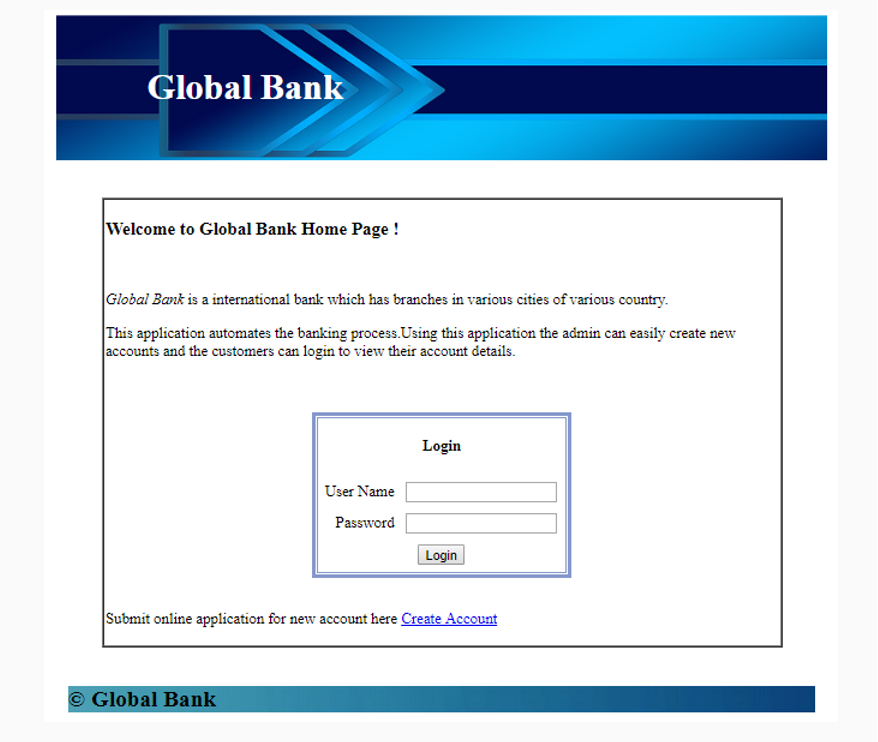 Global Bank
Welcome to Global Bank Home Page !
Global Bank is a international bank which has branches in various cities of various country.
This application automates the banking process.Using this application the admin can easily create new
accounts and the customers can login to view their account details.
Login
User Name
Password
Login
Submit online application for new account here Create Account
© Global Bank